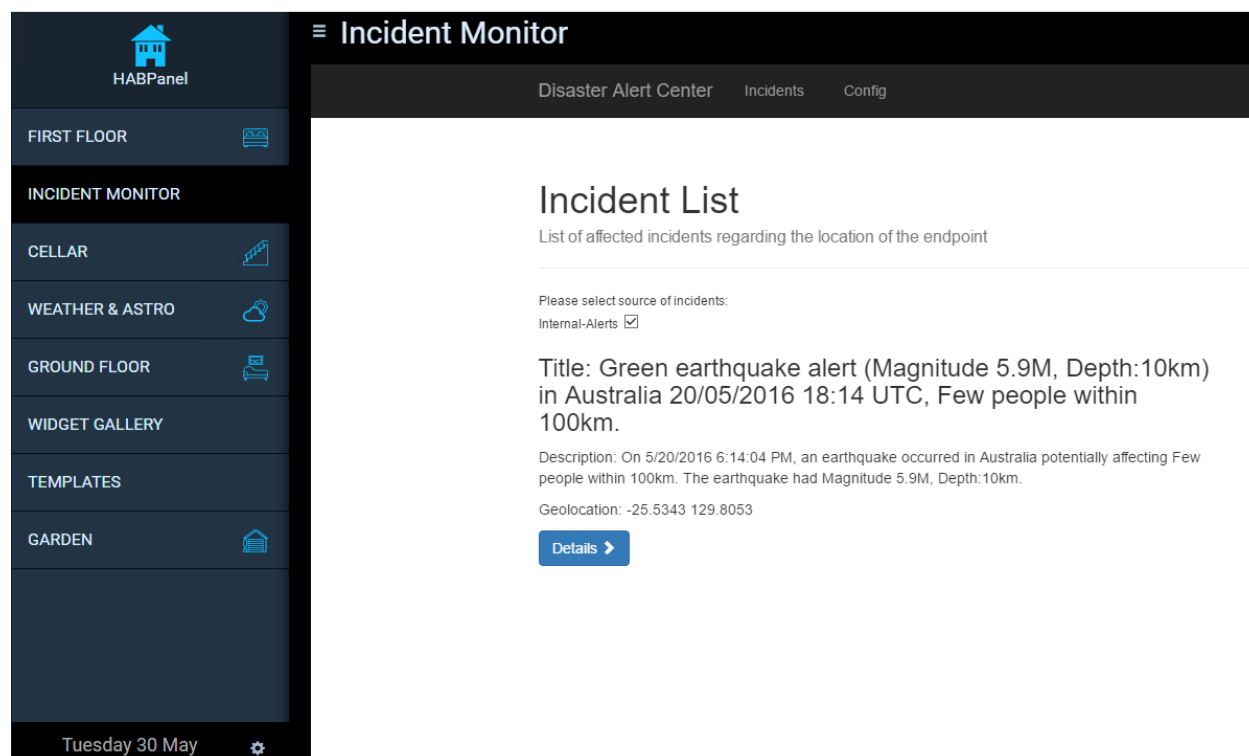 HABPanel
FIRST FLOOR
INCIDENT MONITOR
CELLAR
WEATHER & ASTRO
GROUND FLOOR
WIDGET GALLERY
TEMPLATES
GARDEN
Tuesday 30 May
Incident Monitor
Disaster Alert Center Incidents Config
Incident List
List of affected incidents regarding the location of the endpoint
Please select source of incidents:
Internal-Alerts
Title: Green earthquake alert (Magnitude 5.9M, Depth:10km)
in Australia 20/05/2016 18:14 UTC, Few people within
100km.
Description: On 5/20/2016 6:14:04 PM, an earthquake occurred in Australia potentially affecting Few
people within 100km. The earthquake had Magnitude 5.9M, Depth:10km.
Geolocation: -25.5343 129.8053
Details